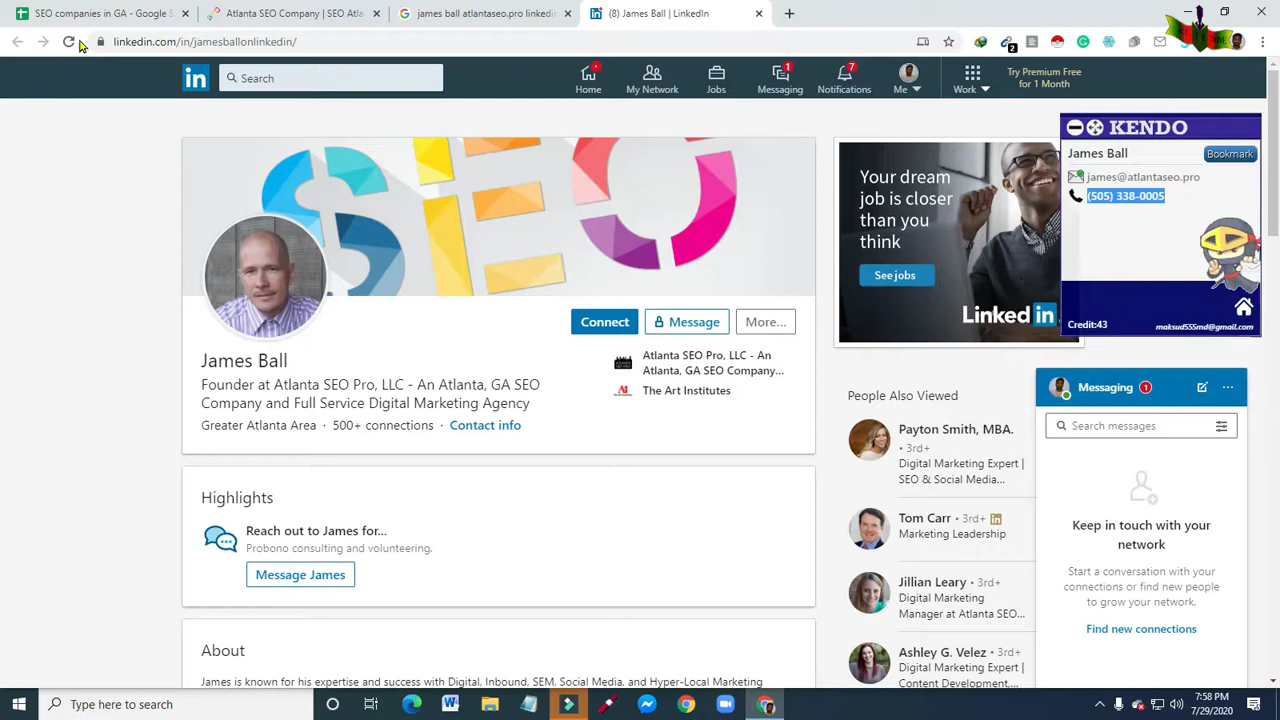 SEO companies in GA - Google S
Atlanta SEO Company | SEO Atl
james ball atlantaseo.pro linkedin
(8) James Ball | LinkedIn
linkedin.com/in/jamesballonlinkedin/
2
in
Search
Home
My Network
Jobs
1
Messaging
7
Notifications
Me
Work
Try Premium Free
for 1 Month
SEO
Connect
Message
More...
James Ball
Founder at Atlanta SEO Pro, LLC - An Atlanta, GA SEO
Company and Full Service Digital Marketing Agency
Greater Atlanta Area · 500+ connections · Contact info
Atlanta SEO Pro, LLC - An
Atlanta, GA SEO Company...
The Art Institutes
Highlights
Reach out to James for...
Probono consulting and volunteering.
Message James
About
James is known for his expertise and success with Digital, Inbound, SEM, Social Media, and Hyper-Local Marketing
Your dream
job is closer
than you
think
See jobs
Linked in
KENDO
James Ball
Bookmark
james@atlantaseo.pro
(505) 338-0005
Credit:43
maksud555md@gmail.com
People Also Viewed
Payton Smith, MBA.
• 3rd+
Digital Marketing Expert |
SEO & Social Media...
Tom Carr • 3rd+
Marketing Leadership
Jillian Leary • 3rd+
Digital Marketing
Manager at Atlanta SEO...
Ashley G. Velez • 3rd+
Digital Marketing Expert |
Content Development,
Messaging 1
Search messages
Keep in touch with your
network
Start a conversation with your
connections or find new people
to grow your network.
Find new connections
Type here to search
7:58 PM
7/29/2020